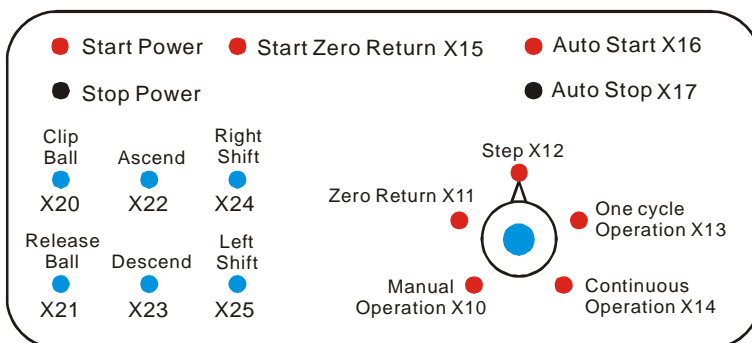 Start Power
Start Zero Return X15
Auto Start X16
Stop Power
Auto Stop X17
Clip
Ball
X20
Ascend
X22
Right
Shift
X24
Release
Ball
X21
Descend
X23
Left
Shift
X25
Step X12
Zero Return X11
One cycle
Operation X13
Manual
Operation X10
Continuous
Operation X14